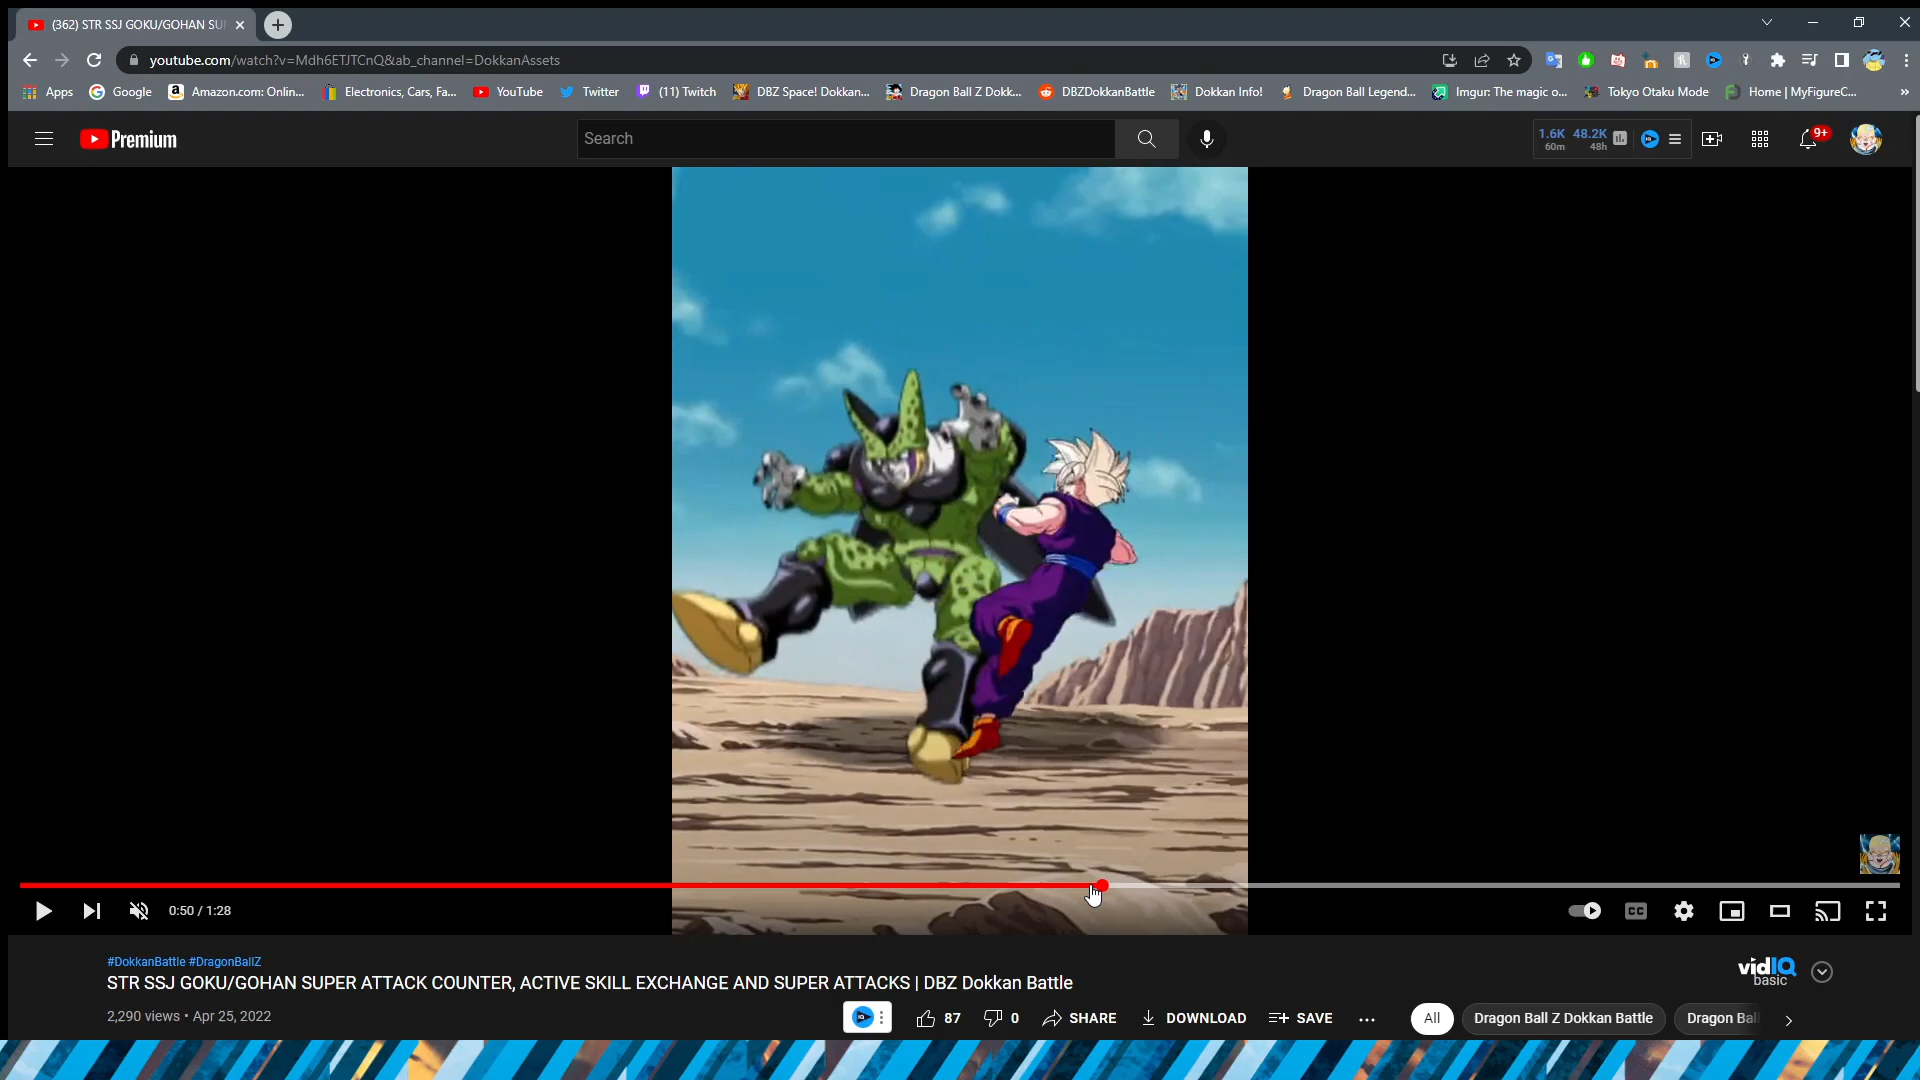 (362) STR SSJ GOKU/GOHAN SU
youtube.com/watch?v=Mdh6ETJTCnQ&ab_channel=DokkanAssets
Apps Google Amazon.com: Onlin... Electronics, Cars, Fa... YouTube Twitter (11) Twitch DBZ Space! Dokkan... Dragon Ball Z Dokk... DBZDokkanBattle Dokkan Info! Dragon Ball Legend... Imgur: The magic o... Tokyo Otaku Mode Home | MyFigureC... »
Premium Search 1.6K 48.2K 9+
60m 48h
0:50 / 1:28 CC
#DokkanBattle #DragonBallZ
STR SSJ GOKU/GOHAN SUPER ATTACK COUNTER, ACTIVE SKILL EXCHANGE AND SUPER ATTACKS | DBZ Dokkan Battle
vidIQ
basic
2,290 views • Apr 25, 2022
IQ 87 0 SHARE DOWNLOAD SAVE ... All Dragon Ball Z Dokkan Battle Dragon Bal